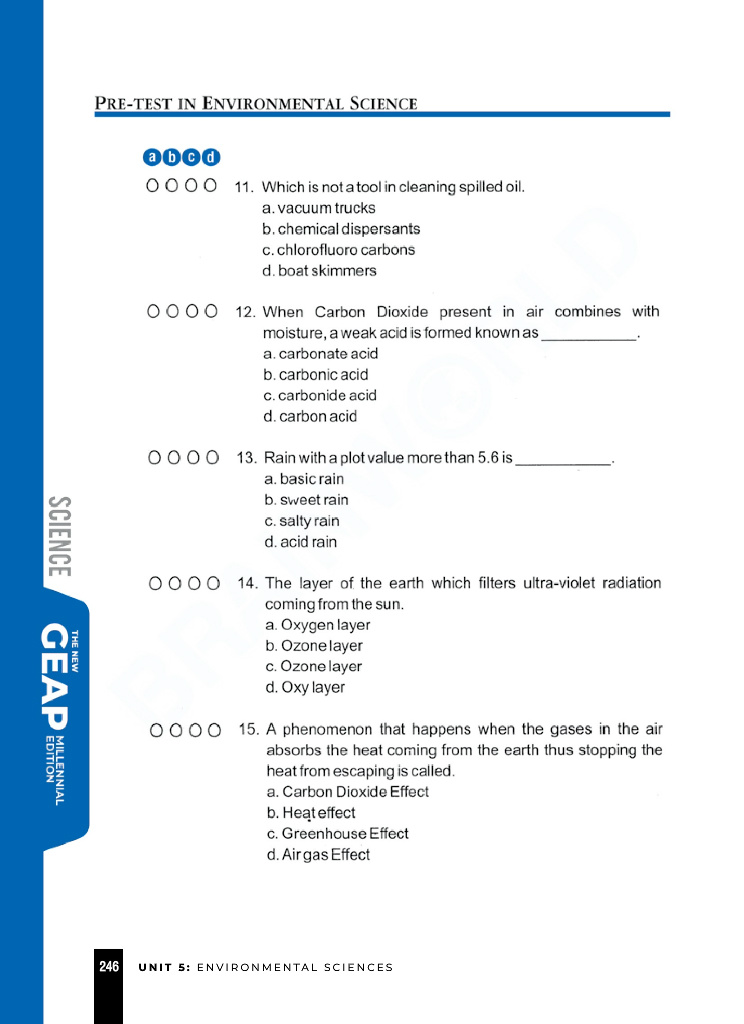 PRE-TEST IN ENVIRONMENTAL SCIENCE
a b c d
O O O O 11. Which is not a tool in cleaning spilled oil.
a. vacuum trucks
b. chemical dispersants
c. chlorofluoro carbons
d. boat skimmers
O O O O 12. When Carbon Dioxide present in air combines with
moisture, a weak acid is formed known as ____________.
a. carbonate acid
b. carbonic acid
c. carbonide acid
d. carbon acid
O O O O 13. Rain with a plot value more than 5.6 is ____________.
a. basic rain
b. sweet rain
c. salty rain
d. acid rain
O O O O 14. The layer of the earth which filters ultra-violet radiation
coming from the sun.
a. Oxygen layer
b. Ozone layer
c. Ozone layer
d. Oxy layer
O O O O 15. A phenomenon that happens when the gases in the air
absorbs the heat coming from the earth thus stopping the
heat from escaping is called.
a. Carbon Dioxide Effect
b. Heat effect
c. Greenhouse Effect
d. Air gas Effect
SCIENCE
THE NEW
GEAP
MILLENNIAL
EDITION
246 UNIT 5: ENVIRONMENTAL SCIENCES